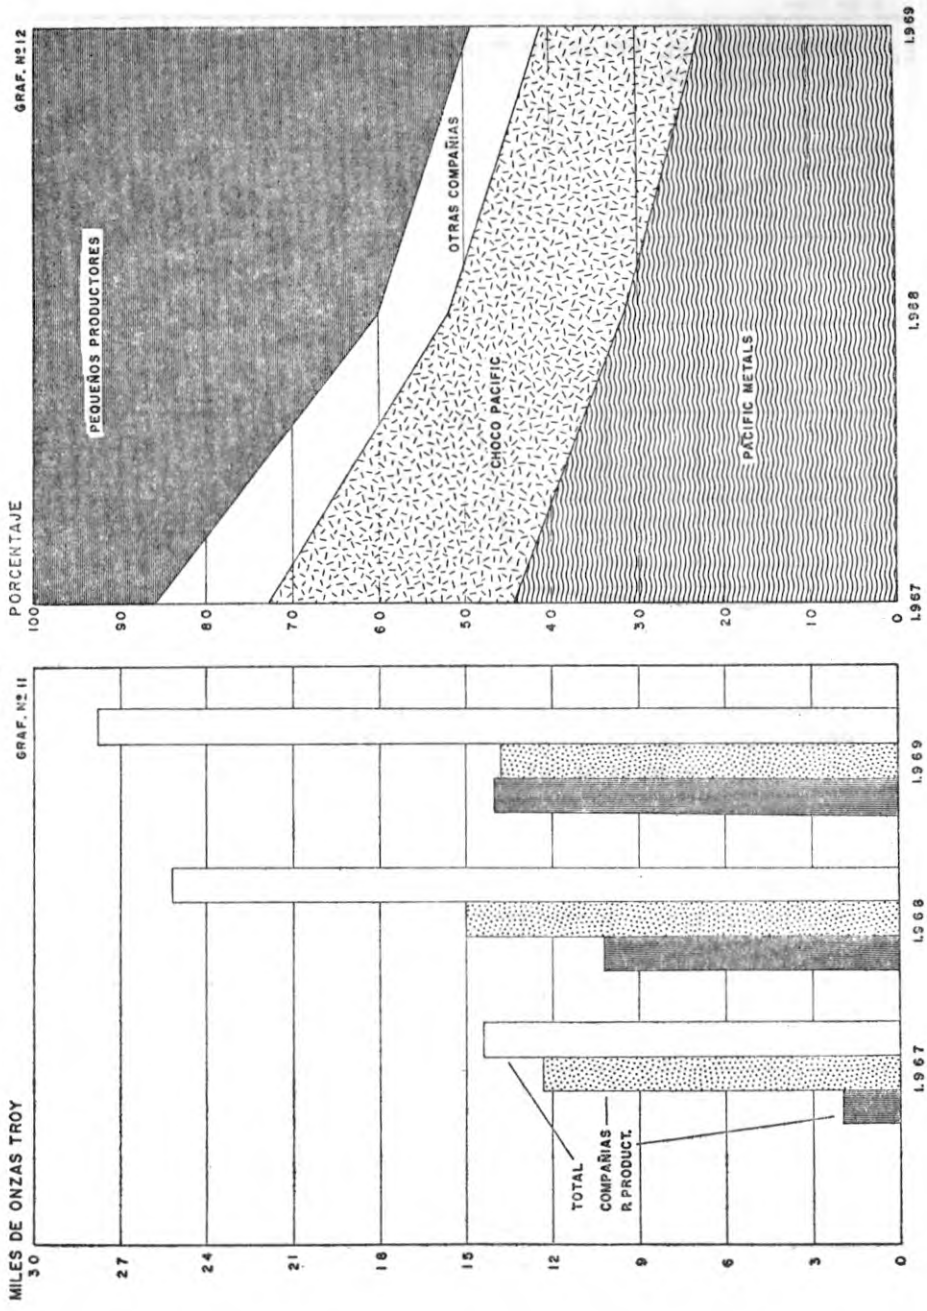 MILES DE ONZAS TROY
GRAF. Nº 11
30
27
24
21
18
15
12
9
6
3
0
TOTAL
COMPAÑIAS
P. PRODUCT.
1.967
1.968
1.969
PORCENTAJE
GRAF. Nº 12
100
90
80
70
60
50
40
30
20
10
0
PEQUEÑOS PRODUCTORES
OTRAS COMPAÑIAS
CHOCO PACIFIC
PACIFIC METALS
1.967
1.968
1.969